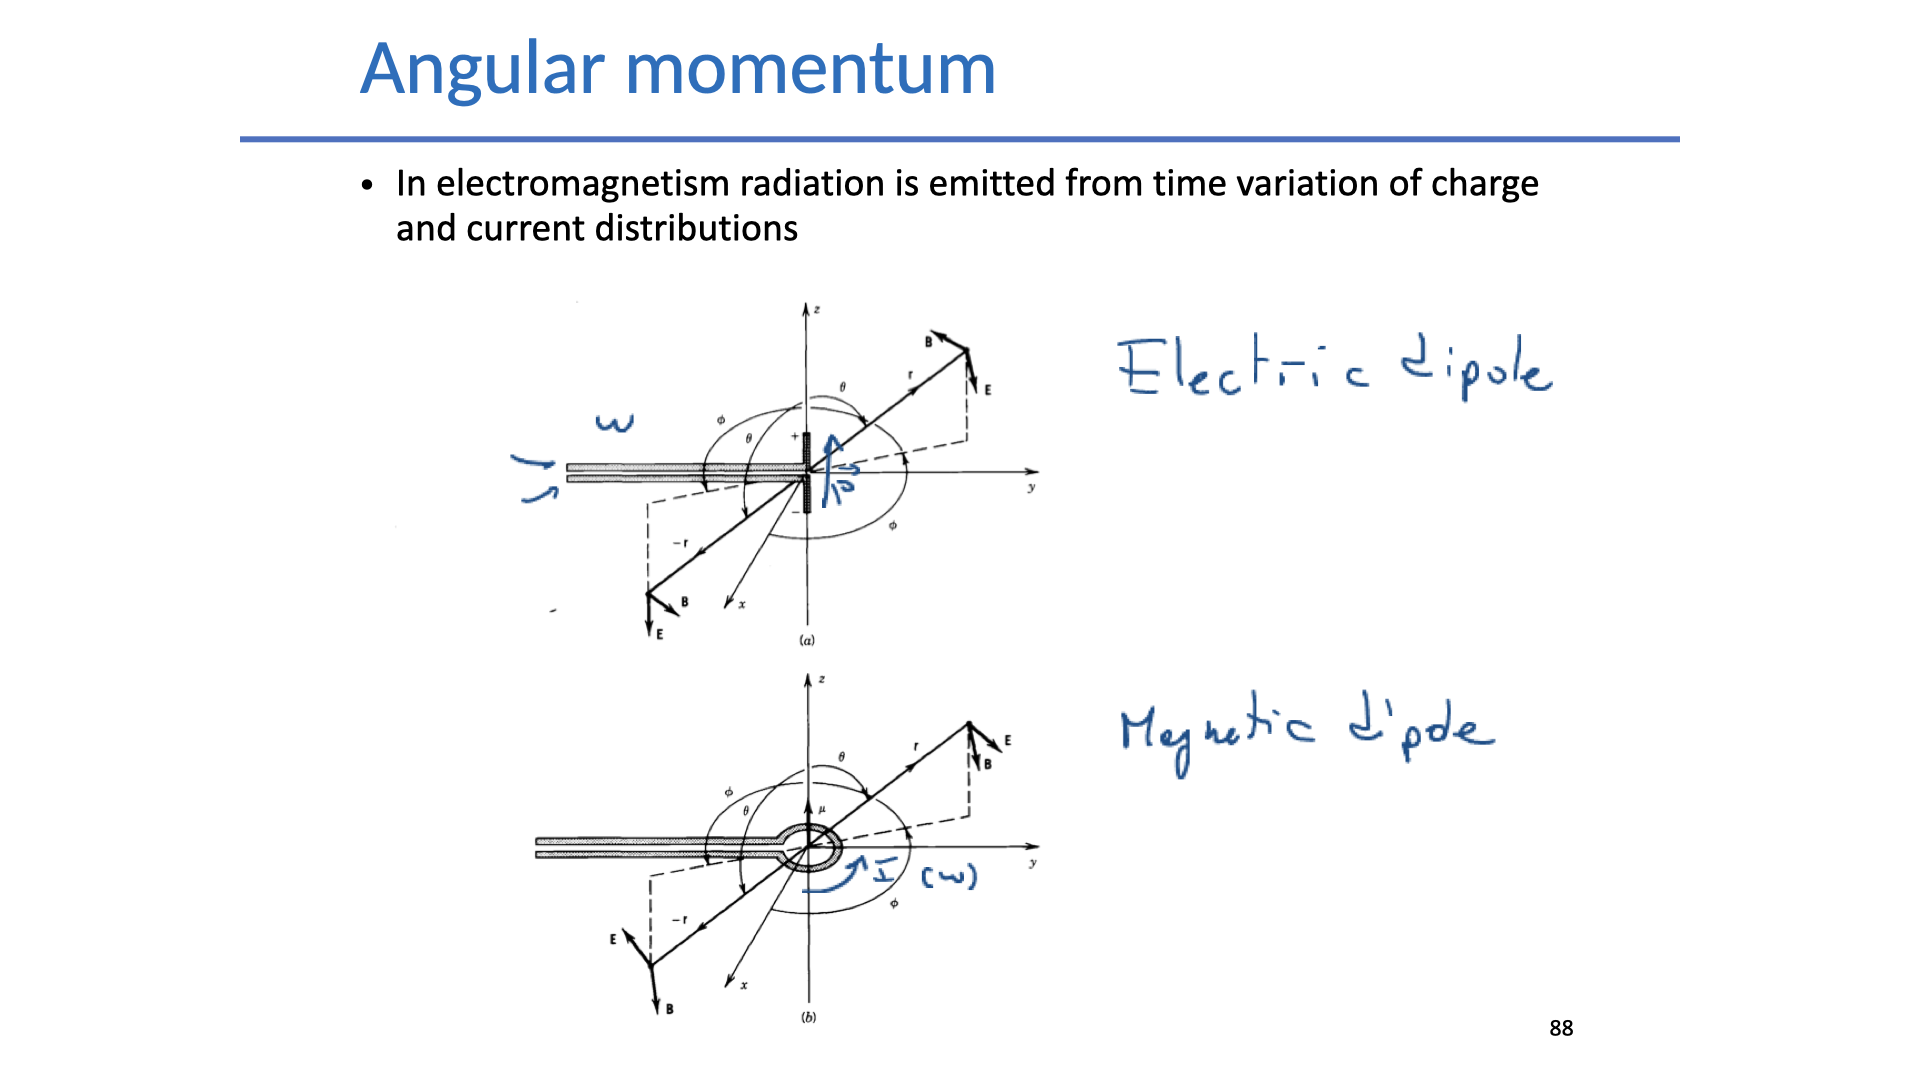 Angular momentum
• In electromagnetism radiation is emitted from time variation of charge
and current distributions
z
B
r
E
θ
ϕ
θ
ω
+
p
y
−
ϕ
−r
B
x
E
(a)
Electric dipole
z
r
E
B
θ
ϕ
θ
μ
y
I (ω)
ϕ
−r
E
x
B
(b)
Magnetic dipole
88